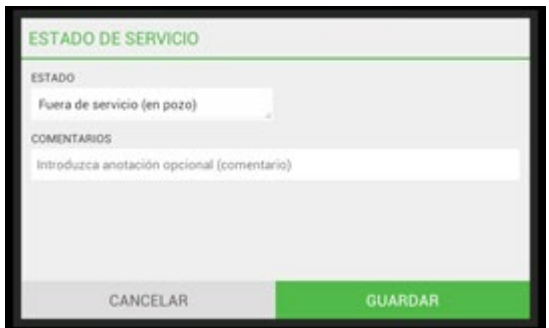 ESTADO DE SERVICIO
ESTADO
Fuera de servicio (en pozo)
COMENTARIOS
Introduzca anotación opcional (comentario)
CANCELAR
GUARDAR